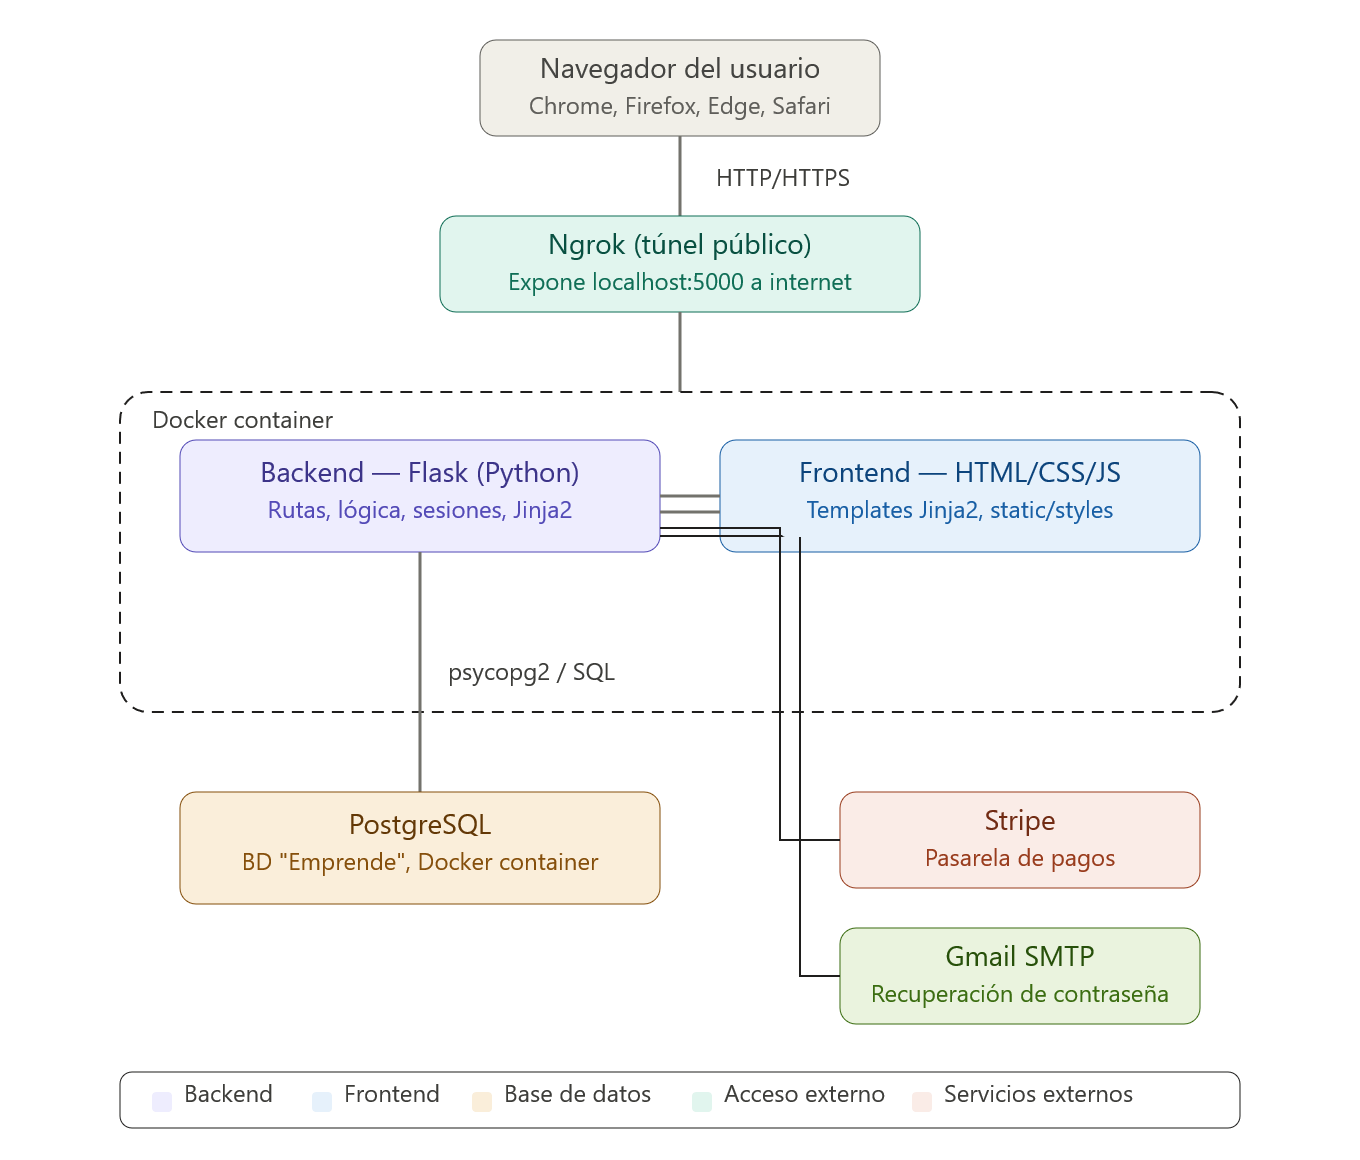 Navegador del usuario
Chrome, Firefox, Edge, Safari
HTTP/HTTPS
Ngrok (túnel público)
Expone localhost:5000 a internet
Docker container
Backend — Flask (Python)
Rutas, lógica, sesiones, Jinja2
Frontend — HTML/CSS/JS
Templates Jinja2, static/styles
psycopg2 / SQL
PostgreSQL
BD "Emprende", Docker container
Stripe
Pasarela de pagos
Gmail SMTP
Recuperación de contraseña
Backend
Frontend
Base de datos
Acceso externo
Servicios externos